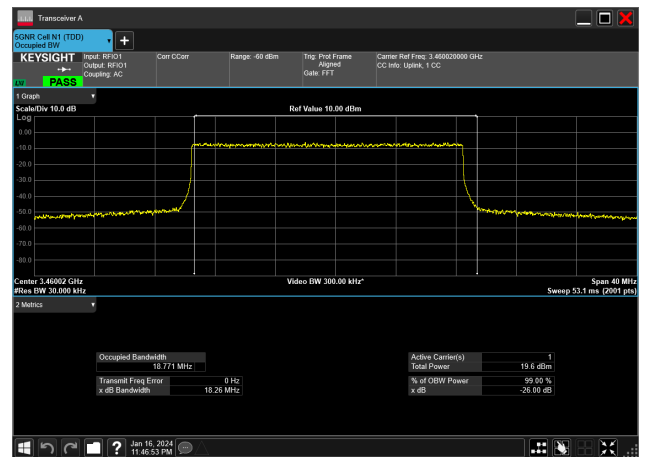 Transceiver A
5GNR Cell N1 (TDD)
Occupied BW
KEYSIGHT
Input: RFIO1
Output: RFIO1
Coupling: AC
Corr CCorr
Range: -60 dBm
Trig: Prot Frame
Aligned
Gate: FFT
Carrier Ref Freq: 3.460020000 GHz
CC Info: Uplink, 1 CC
PASS
1 Graph
Scale/Div 10.0 dB
Ref Value 10.00 dBm
Log
0.00
-10.0
-20.0
-30.0
-40.0
-50.0
-60.0
-70.0
-80.0
Center 3.46002 GHz
Video BW 300.00 kHz*
Span 40 MHz
#Res BW 30.000 kHz
Sweep 53.1 ms (2001 pts)
2 Metrics
Occupied Bandwidth
18.771 MHz
Active Carrier(s) 1
Total Power 19.6 dBm
Transmit Freq Error 0 Hz
x dB Bandwidth 18.26 MHz
% of OBW Power 99.00 %
x dB -26.00 dB
Jan 16, 2024
11:46:53 PM